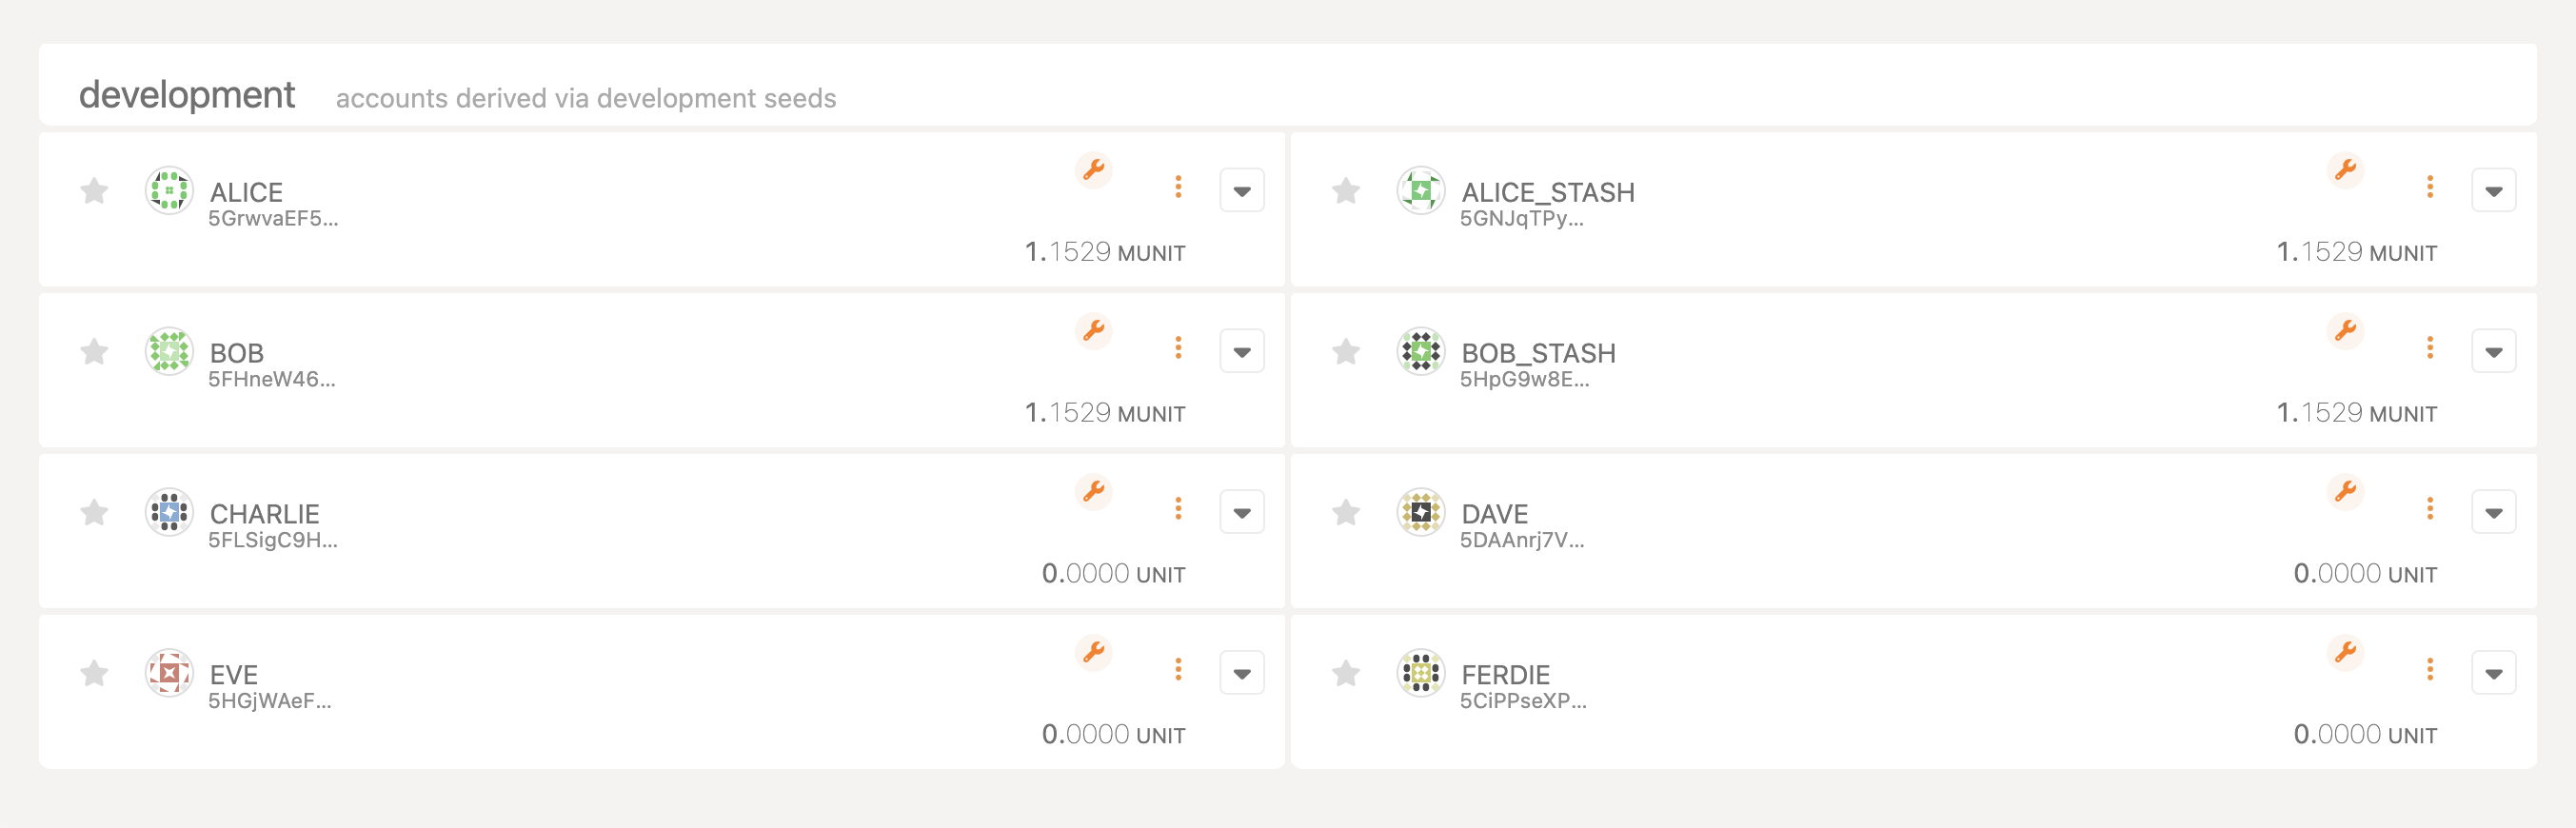 development accounts derived via development seeds
ALICE
5GrwvaEF5...
1.1529 MUNIT
ALICE_STASH
5GNJqTPy...
1.1529 MUNIT
BOB
5FHneW46...
1.1529 MUNIT
BOB_STASH
5HpG9w8E...
1.1529 MUNIT
CHARLIE
5FLSigC9H...
0.0000 UNIT
DAVE
5DAAnrj7V...
0.0000 UNIT
EVE
5HGjWAeF...
0.0000 UNIT
FERDIE
5CiPPseXP...
0.0000 UNIT